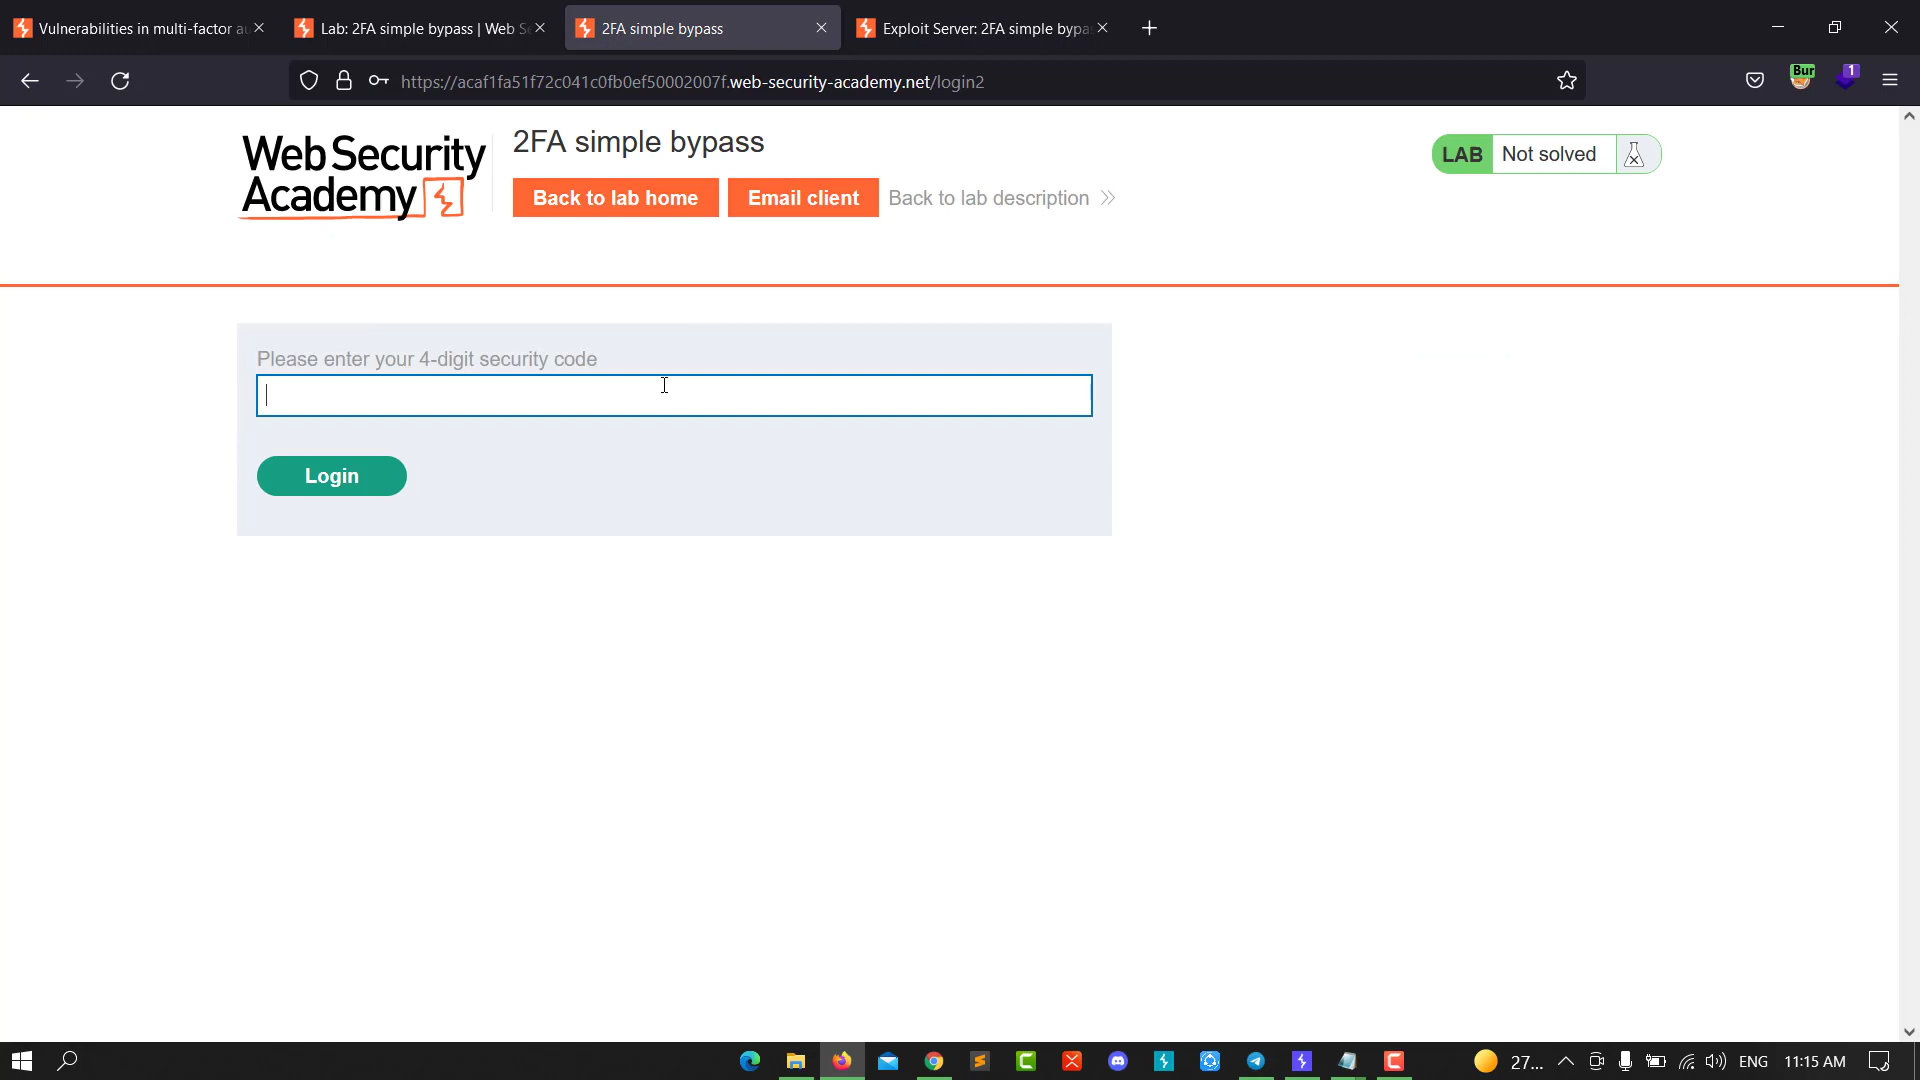 Vulnerabilities in multi-factor au
Lab: 2FA simple bypass | Web Se
2FA simple bypass
Exploit Server: 2FA simple bypa
https://acaf1fa51f72c041c0fb0ef50002007f.web-security-academy.net/login2
Bur
1
Web Security
Academy
2FA simple bypass
Back to lab home
Email client
Back to lab description
LAB
Not solved
Please enter your 4-digit security code
Login
27...
ENG
11:15 AM